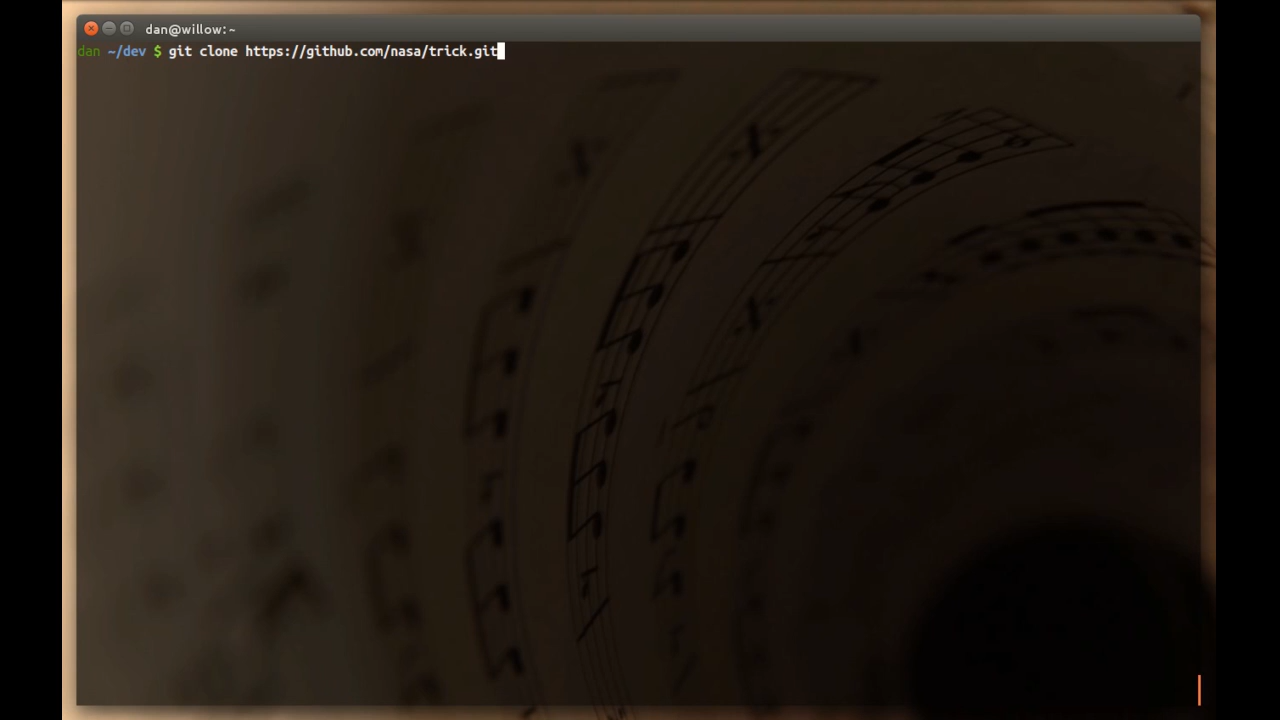 dan@willow: ~
dan ~/dev $ git clone https://github.com/nasa/trick.git